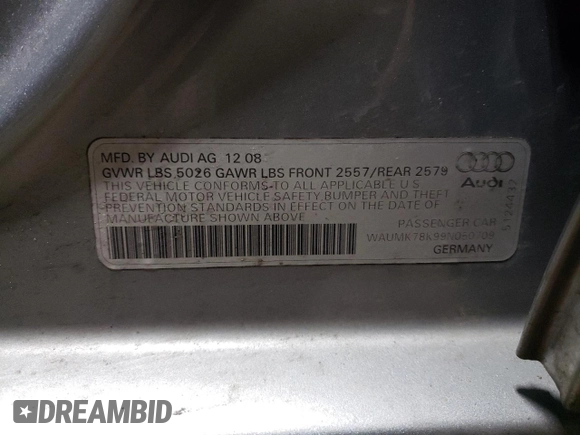 MFD. BY AUDI AG 12 08
GVWR LBS 5026 GAWR LBS FRONT 2557/REAR 2579
THIS VEHICLE CONFORMS TO ALL APPLICABLE U S
FEDERAL MOTOR VEHICLE SAFETY BUMPER AND THEFT
PREVENTION STANDARDS IN EFFECT ON THE DATE OF
MANUFACTURE SHOWN ABOVE
Audi
PASSENGER CAR
GERMANY
DREAMBID